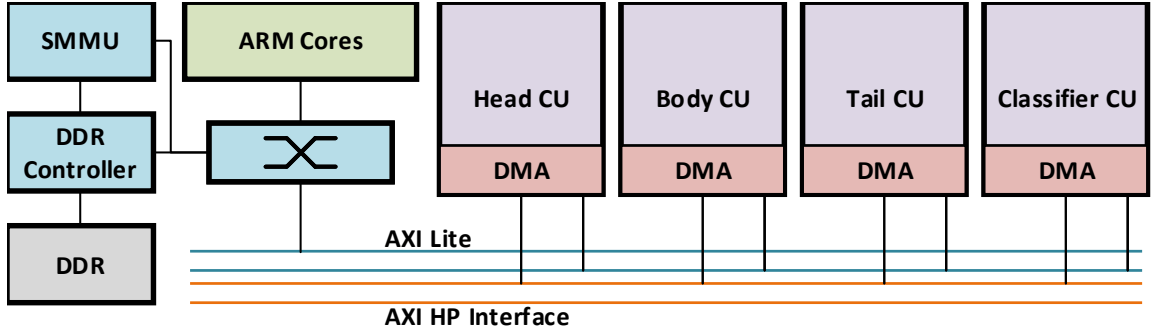 SMMU
ARM Cores
Head CU
Body CU
Tail CU
Classifier CU
DDR
Controller
DMA
DMA
DMA
DMA
AXI Lite
DDR
AXI HP Interface